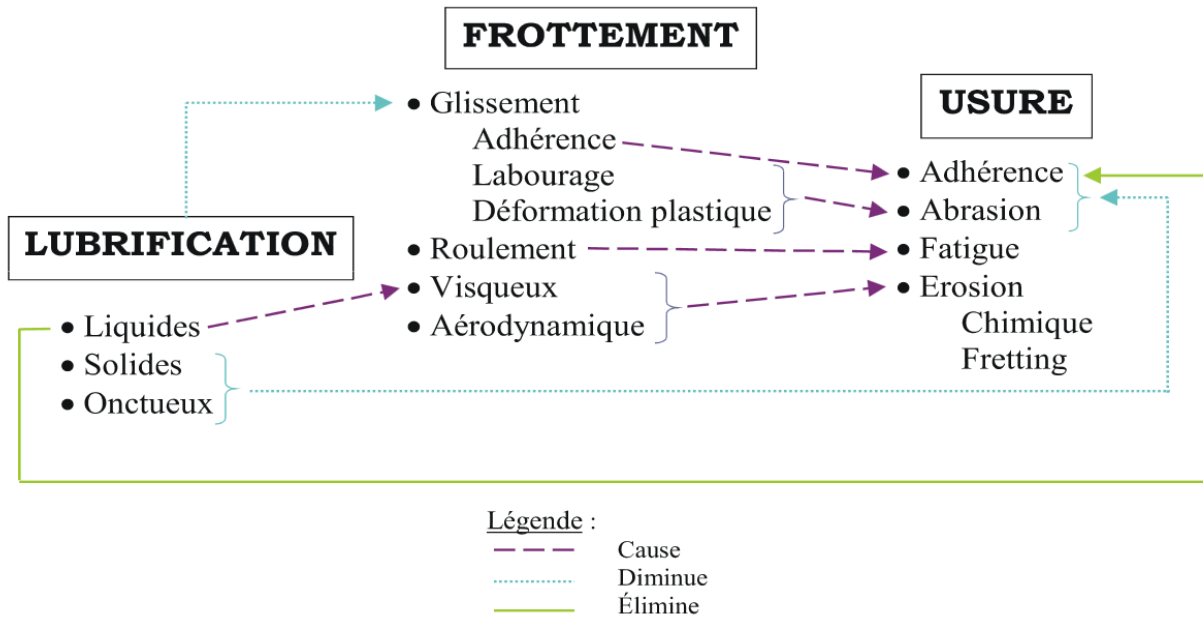 FROTTEMENT
• Glissement
Adhérence
Labourage
Déformation plastique
• Roulement
• Visqueux
• Aérodynamique
USURE
• Adhérence
• Abrasion
• Fatigue
• Erosion
Chimique
Fretting
LUBRIFICATION
• Liquides
• Solides
• Onctueux
Légende :
Cause
Diminue
Élimine